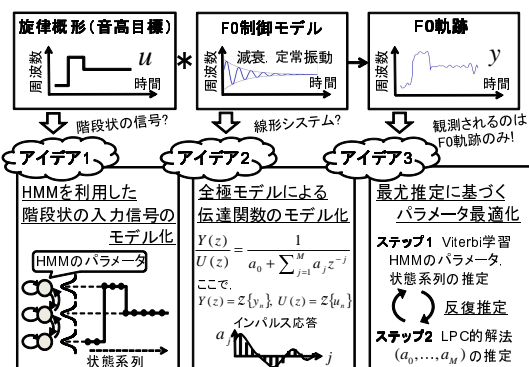 旋律概形(音高目標)
u
周波数
時間
*
F0制御モデル
減衰, 定常振動
周波数
時間
F0軌跡
y
周波数
時間
階段状の信号?
線形システム?
観測されるのは
F0軌跡のみ!
アイデア1
HMMを利用した
階段状の入力信号の
モデル化
HMMのパラメータ
状態系列
アイデア2
全極モデルによる
伝達関数のモデル化
Y(z)/U(z) = 1/(a_0 + ∑_{j=1}^{M} a_j z^{-j})
ここで,
Y(z) = Z{y_n}, U(z) = Z{u_n}
インパルス応答
a_j
j
アイデア3
最尤推定に基づく
パラメータ最適化
ステップ1 Viterbi学習
HMMのパラメータ,
状態系列の推定
反復推定
ステップ2 LPC的解法
(a_0,…,a_M)の推定